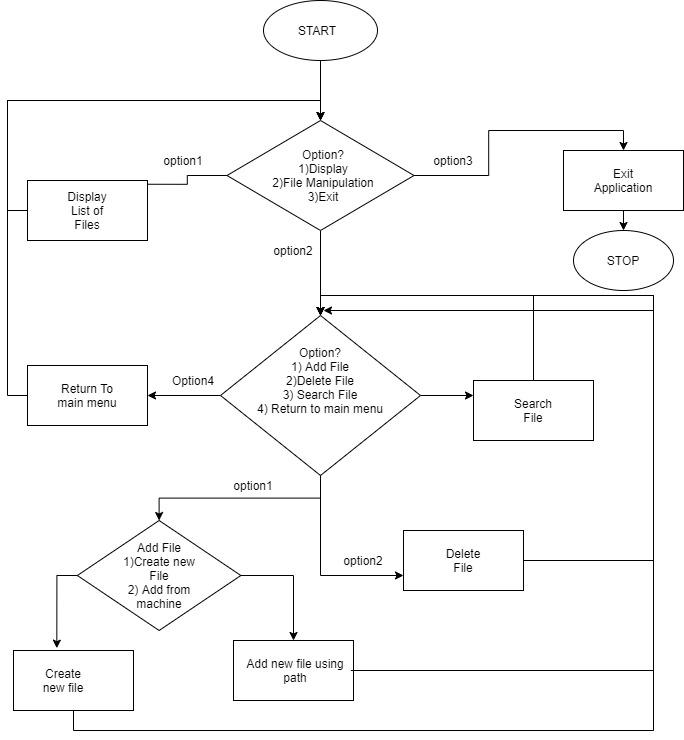 START
Option?
1)Display
2)File Manipulation
3)Exit
option1
option3
Display
List of
Files
Exit
Application
STOP
option2
Option?
1) Add File
2)Delete File
3) Search File
4) Return to main menu
Option4
Return To
main menu
Search
File
option1
Add File
1)Create new
File
2) Add from
machine
option2
Delete
File
Create
new file
Add new file using
path